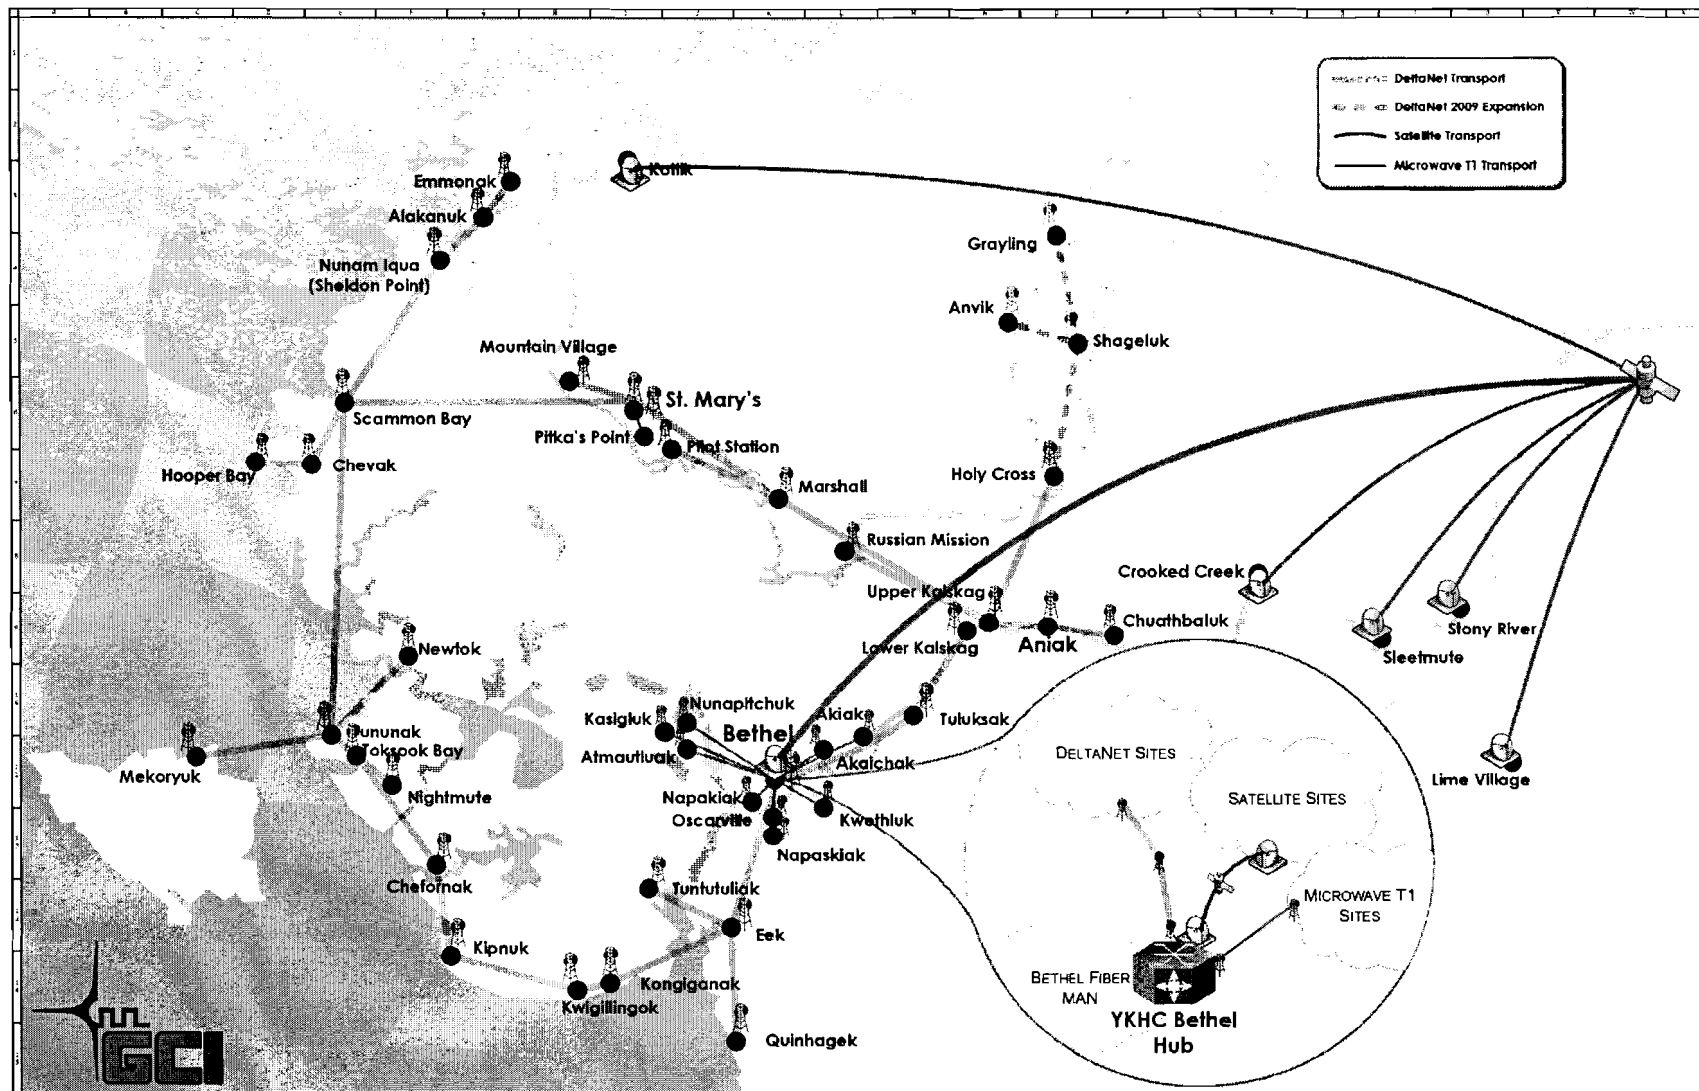 DeltaNet Transport
DeltaNet 2009 Expansion
Satellite Transport
Microwave T1 Transport
Kotlik
Emmonak
Alakanuk
Nunam Iqua
(Sheldon Point)
Grayling
Anvik
Shageluk
Mountain Village
St. Mary's
Scammon Bay
Pitka's Point
Pilot Station
Hooper Bay
Chevak
Marshall
Holy Cross
Russian Mission
Upper Kalskag
Crooked Creek
Chuathbaluk
Stony River
Lower Kalskag
Aniak
Sleetmute
Newtok
Nunapitchuk
Kasigluk
Akiak
Tuluksak
Bethel
Tununak
Toksook Bay
Atmautluak
Akaichak
Mekoryuk
Nightmute
Napakiak
Oscarville
Kwethluk
Napaskiak
Lime Village
DELTANET SITES
SATELLITE SITES
MICROWAVE T1
SITES
Chefornak
Tuntutuliak
Eek
Kipnuk
Kongiganak
Kwigillingok
Quinhagek
BETHEL FIBER
MAN
YKHC Bethel
Hub
GCI